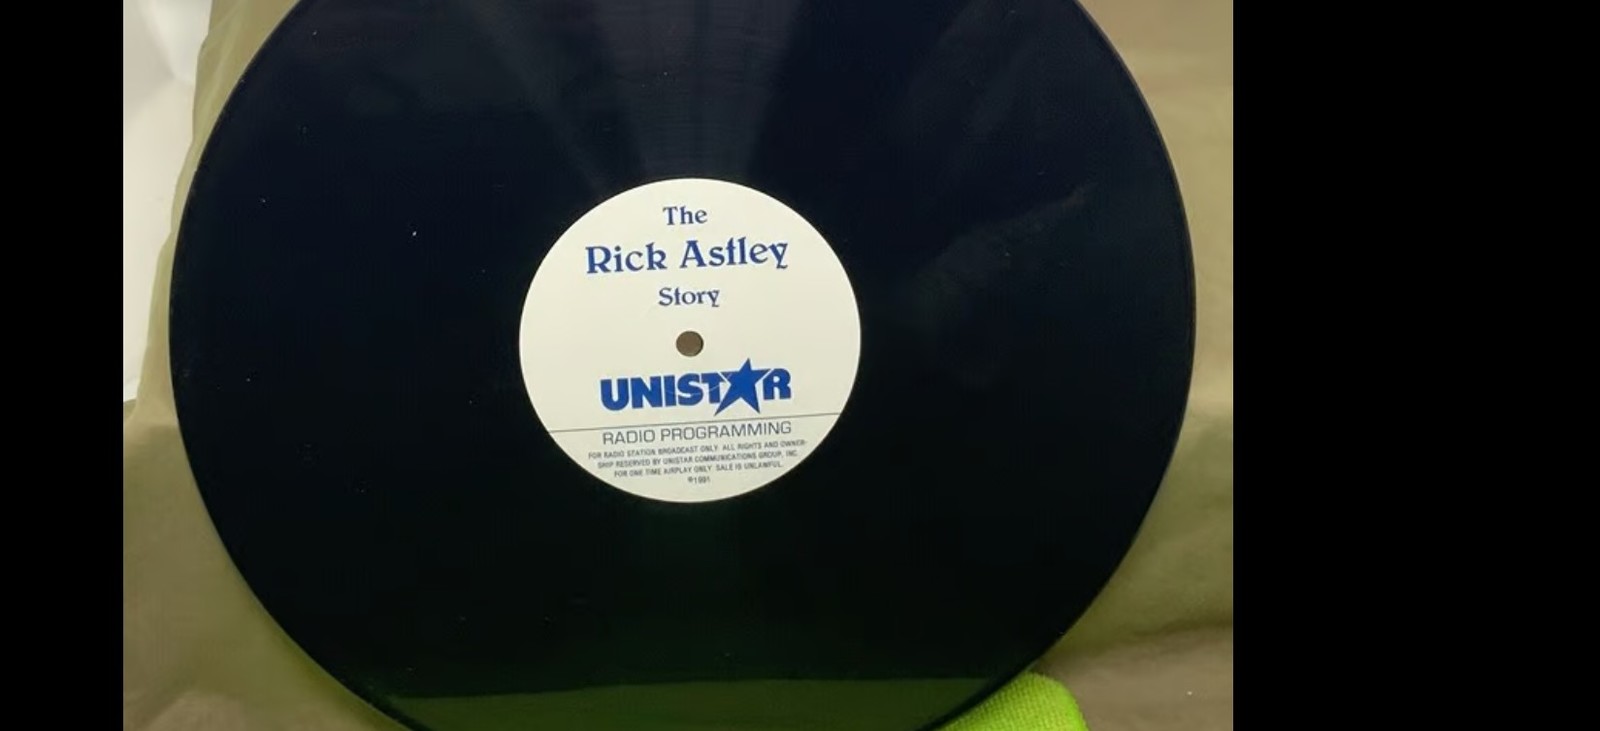 The
Rick Astley
Story
UNISTAR
RADIO PROGRAMMING
FOR RADIO STATION BROADCAST ONLY. ALL RIGHTS AND OWNER-
SHIP RESERVED BY UNISTAR COMMUNICATIONS GROUP, INC.
FOR ONE TIME AIRPLAY ONLY. SALE IS UNLAWFUL.
℗1991